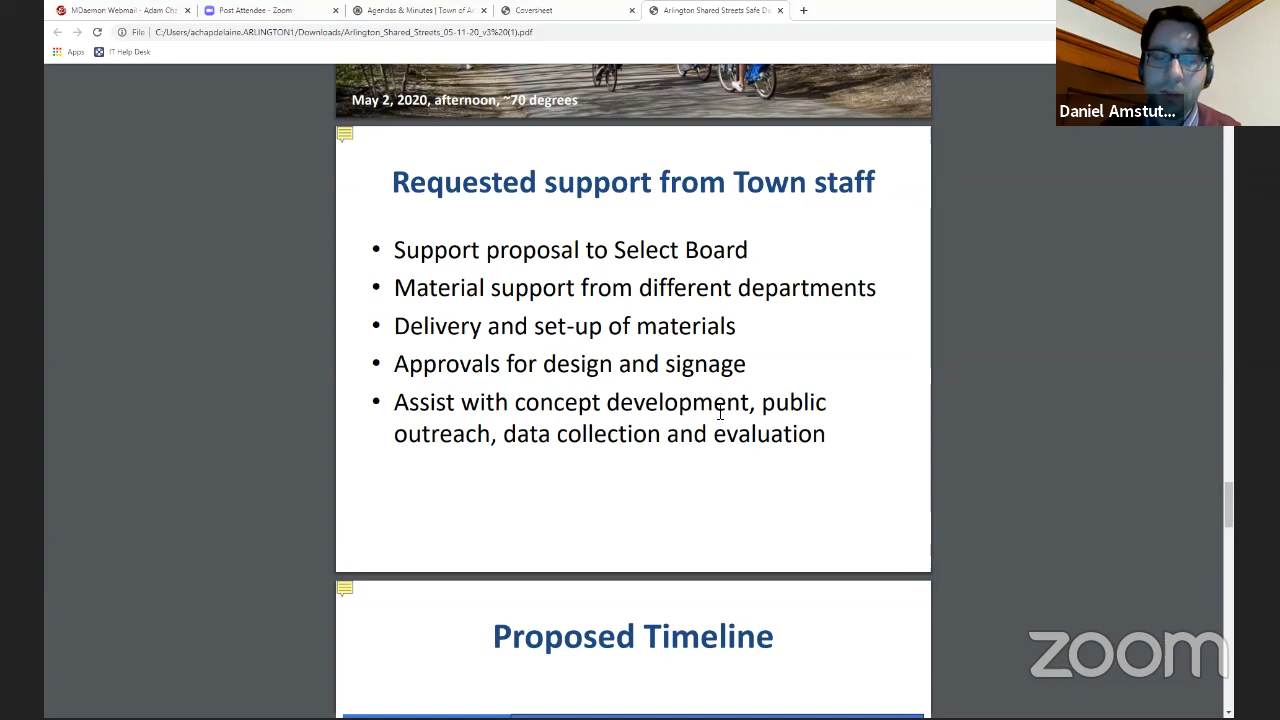 MDaemon Webmail - Adam Cha
Post Attendee - Zoom
Agendas & Minutes | Town of Ar
Coversheet
Arlington Shared Streets Safe Di
File | C:/Users/achapdelaine.ARLINGTON1/Downloads/Arlington_Shared_Streets_05-11-20_v3%20(1).pdf
Apps
IT Help Desk
Daniel Amstut...
May 2, 2020, afternoon, ~70 degrees
Requested support from Town staff
• Support proposal to Select Board
• Material support from different departments
• Delivery and set-up of materials
• Approvals for design and signage
• Assist with concept development, public
outreach, data collection and evaluation
Proposed Timeline
zoom